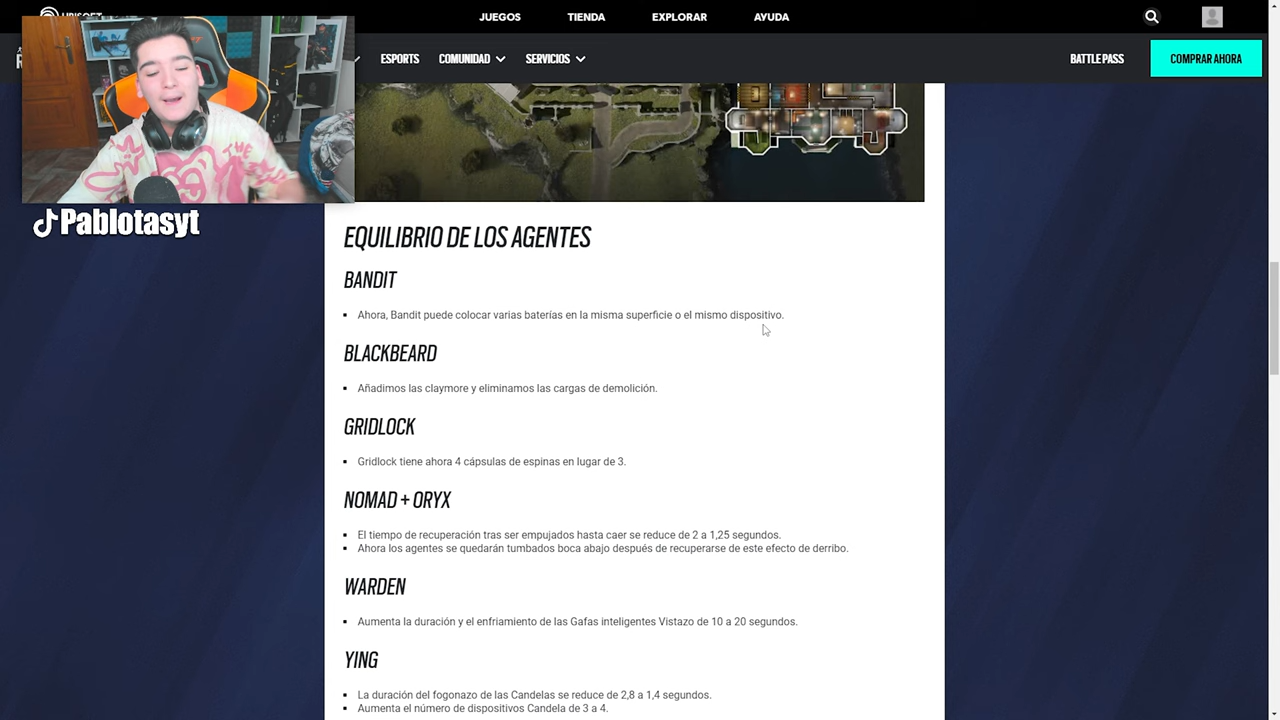 JUEGOS TIENDA EXPLORAR AYUDA
ESPORTS COMUNIDAD SERVICIOS BATTLE PASS COMPRAR AHORA
Pablotasyt
EQUILIBRIO DE LOS AGENTES
BANDIT
Ahora, Bandit puede colocar varias baterías en la misma superficie o el mismo dispositivo.
BLACKBEARD
Añadimos las claymore y eliminamos las cargas de demolición.
GRIDLOCK
Gridlock tiene ahora 4 cápsulas de espinas en lugar de 3.
NOMAD + ORYX
El tiempo de recuperación tras ser empujados hasta caer se reduce de 2 a 1,25 segundos.
Ahora los agentes se quedarán tumbados boca abajo después de recuperarse de este efecto de derribo.
WARDEN
Aumenta la duración y el enfriamiento de las Gafas inteligentes Vistazo de 10 a 20 segundos.
YING
La duración del fogonazo de las Candelas se reduce de 2,8 a 1,4 segundos.
Aumenta el número de dispositivos Candela de 3 a 4.